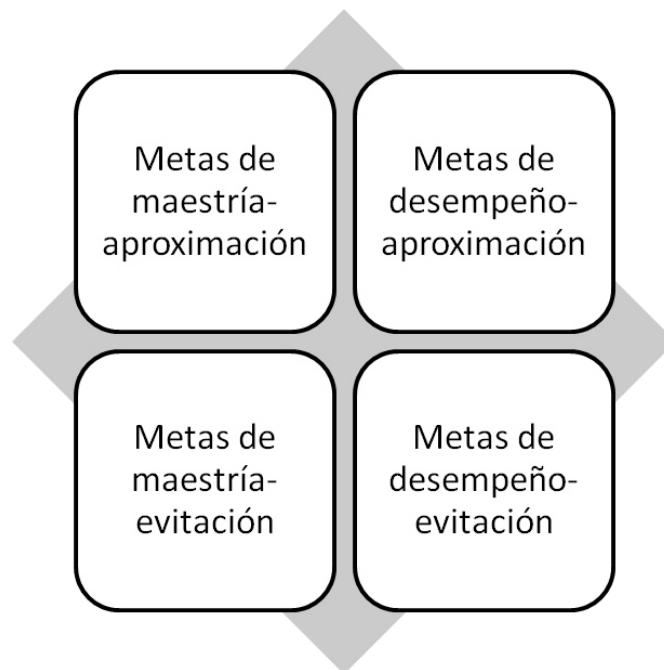 Metas de
maestría-
aproximación
Metas de
desempeño-
aproximación
Metas de
maestría-
evitación
Metas de
desempeño-
evitación